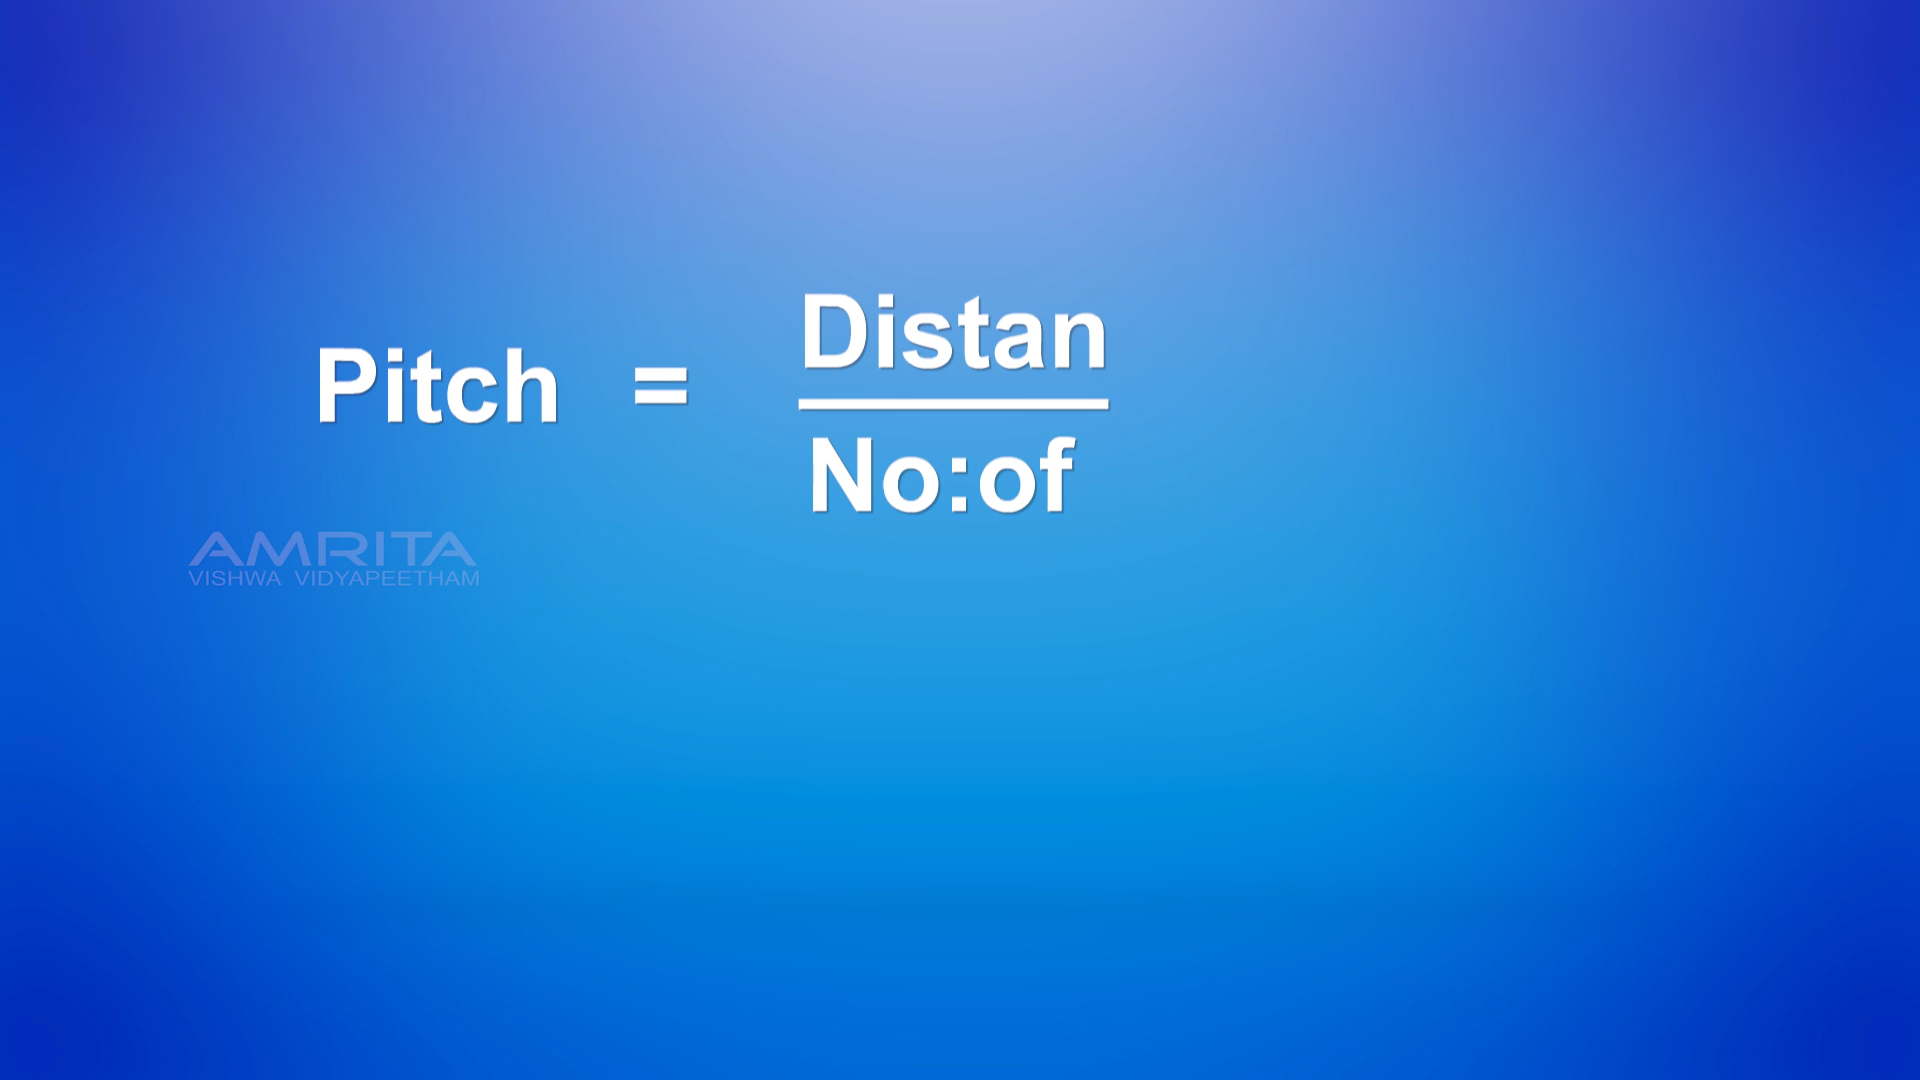 Distan
Pitch =
No:of
AMRITA
VISHWA VIDYAPEETHAM